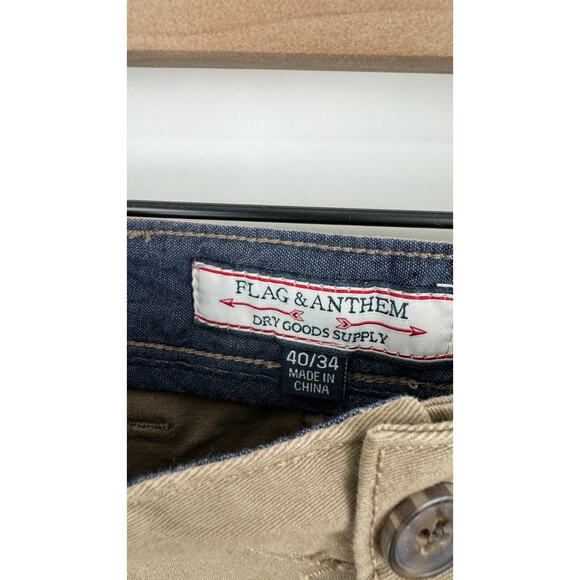 FLAG & ANTHEM
DRY GOODS SUPPLY
40/34
MADE IN
CHINA